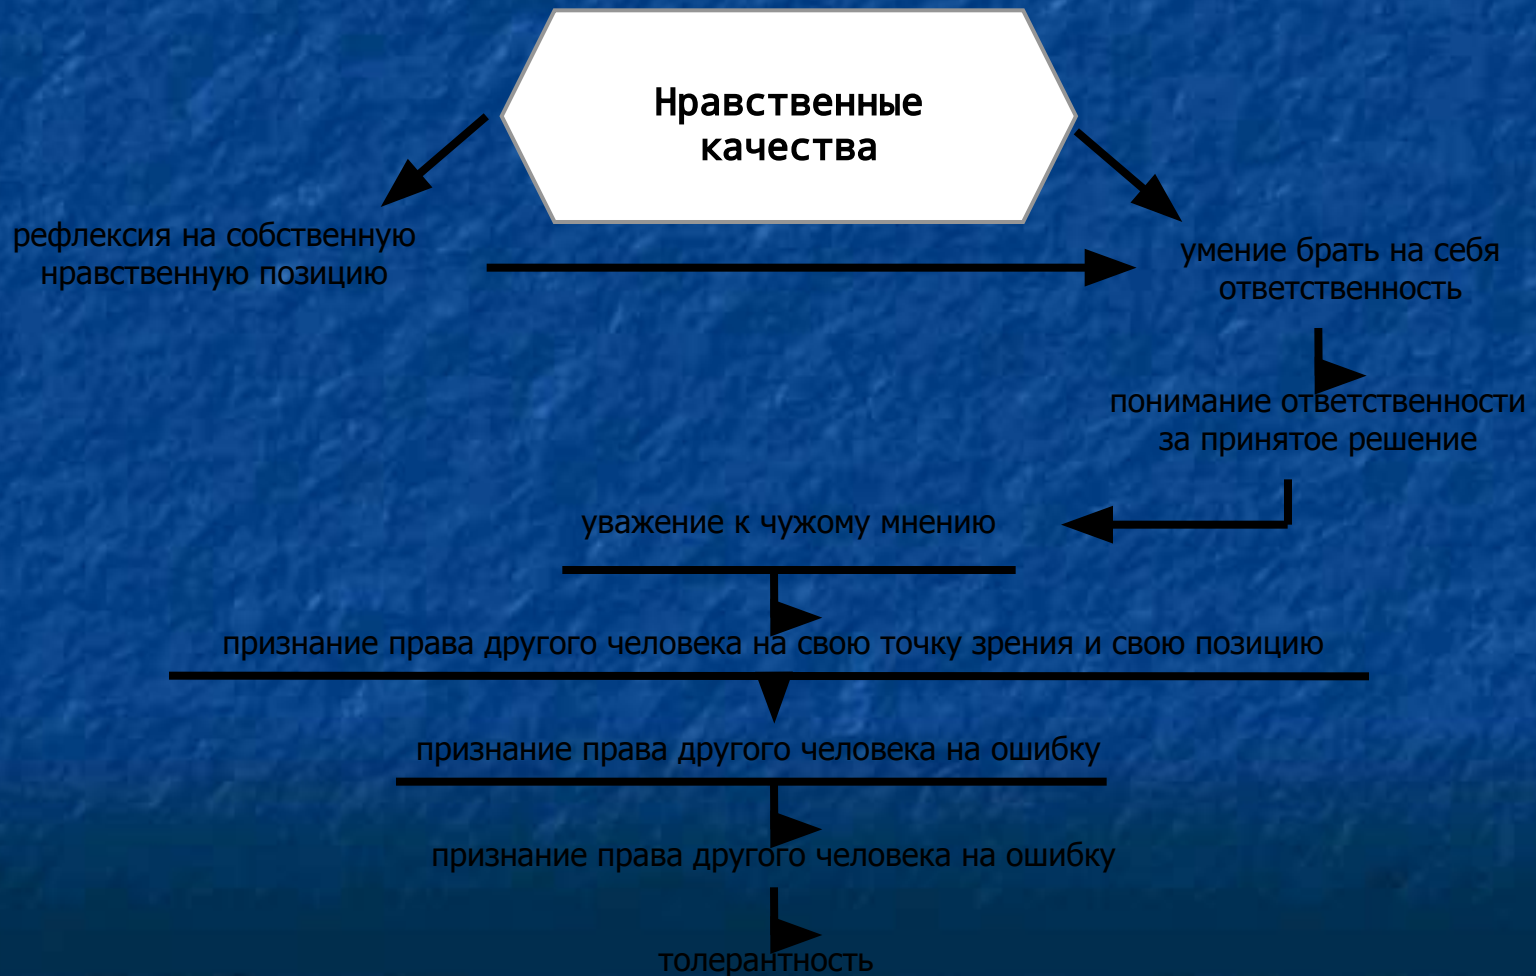 Нравственные
качества
рефлексия на собственную
нравственную позицию
умение брать на себя
ответственность
понимание ответственности
за принятое решение
уважение к чужому мнению
признание права другого человека на свою точку зрения и свою позицию
признание права другого человека на ошибку
признание права другого человека на ошибку
толерантность